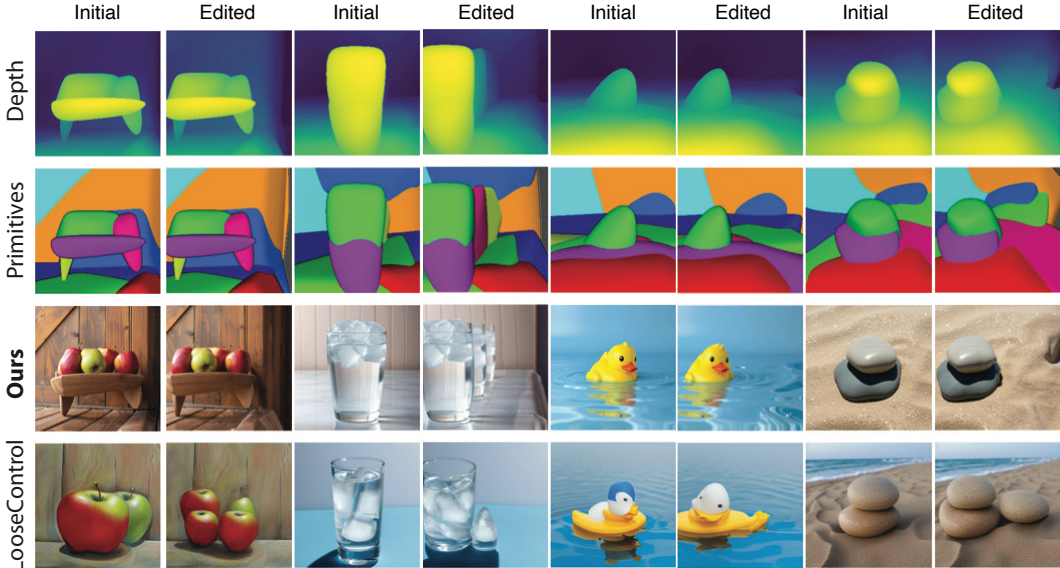 Initial Edited Initial Edited Initial Edited Initial Edited
Depth
Primitives
Ours
LooseControl